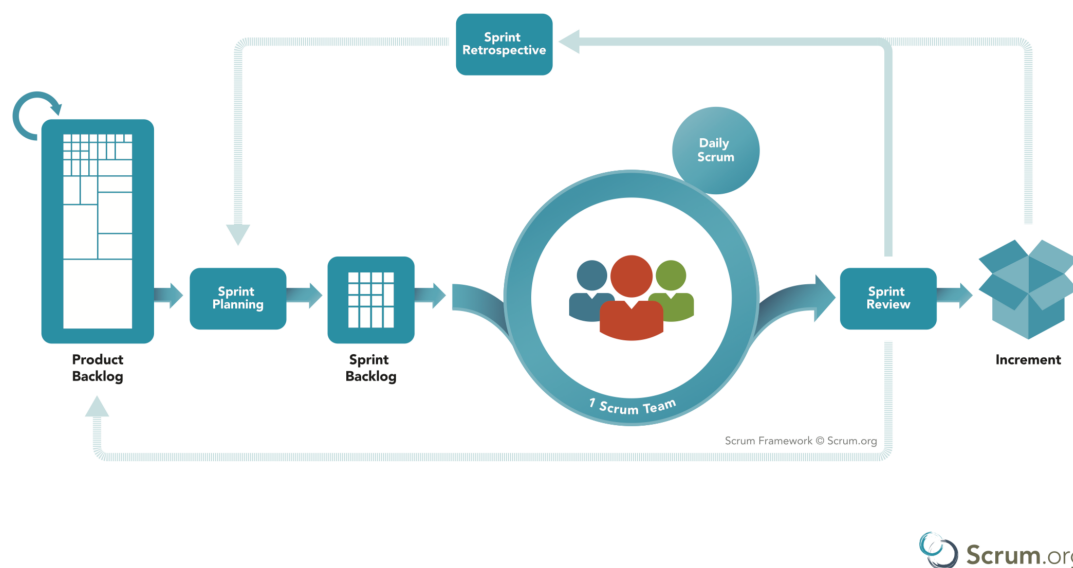 Sprint
Retrospective
Daily
Scrum
Sprint
Planning
Sprint
Review
Product
Backlog
Sprint
Backlog
Increment
1 Scrum Team
Scrum Framework © Scrum.org
Scrum.org